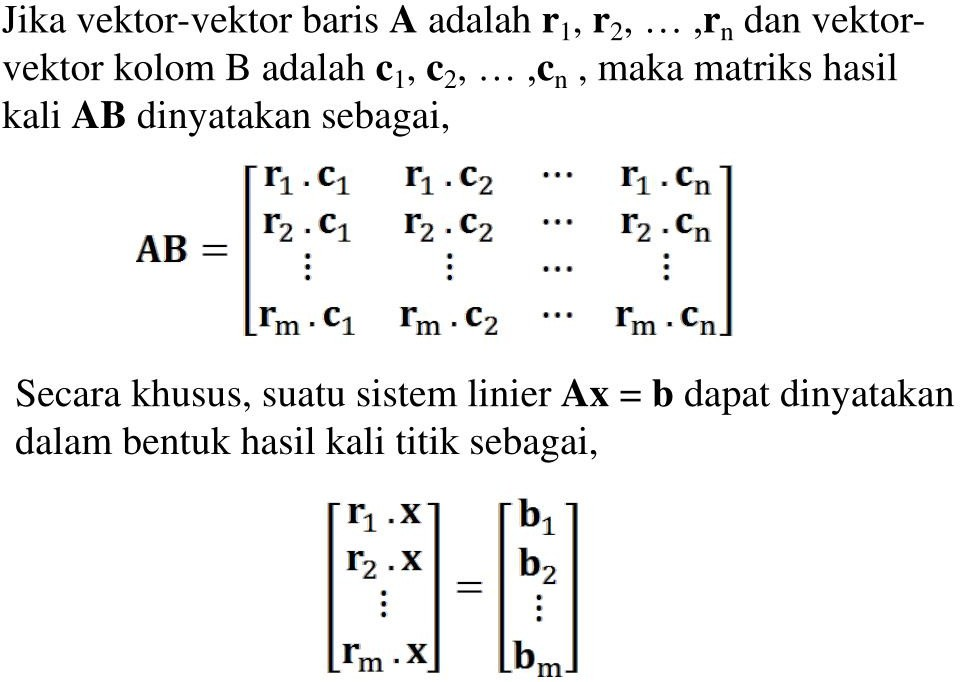 Jika vektor-vektor baris A adalah r₁, r₂, … ,rₙ dan vektor-
vektor kolom B adalah c₁, c₂, … ,cₙ , maka matriks hasil
kali AB dinyatakan sebagai,
r₁ . c₁ r₁ . c₂ ⋯ r₁ . cₙ
r₂ . c₁ r₂ . c₂ ⋯ r₂ . cₙ
AB =
⋮ ⋮ ⋯ ⋮
rₘ . c₁ rₘ . c₂ ⋯ rₘ . cₙ
Secara khusus, suatu sistem linier Ax = b dapat dinyatakan
dalam bentuk hasil kali titik sebagai,
r₁ . x b₁
r₂ . x b₂
⋮ = ⋮
rₘ . x bₘ